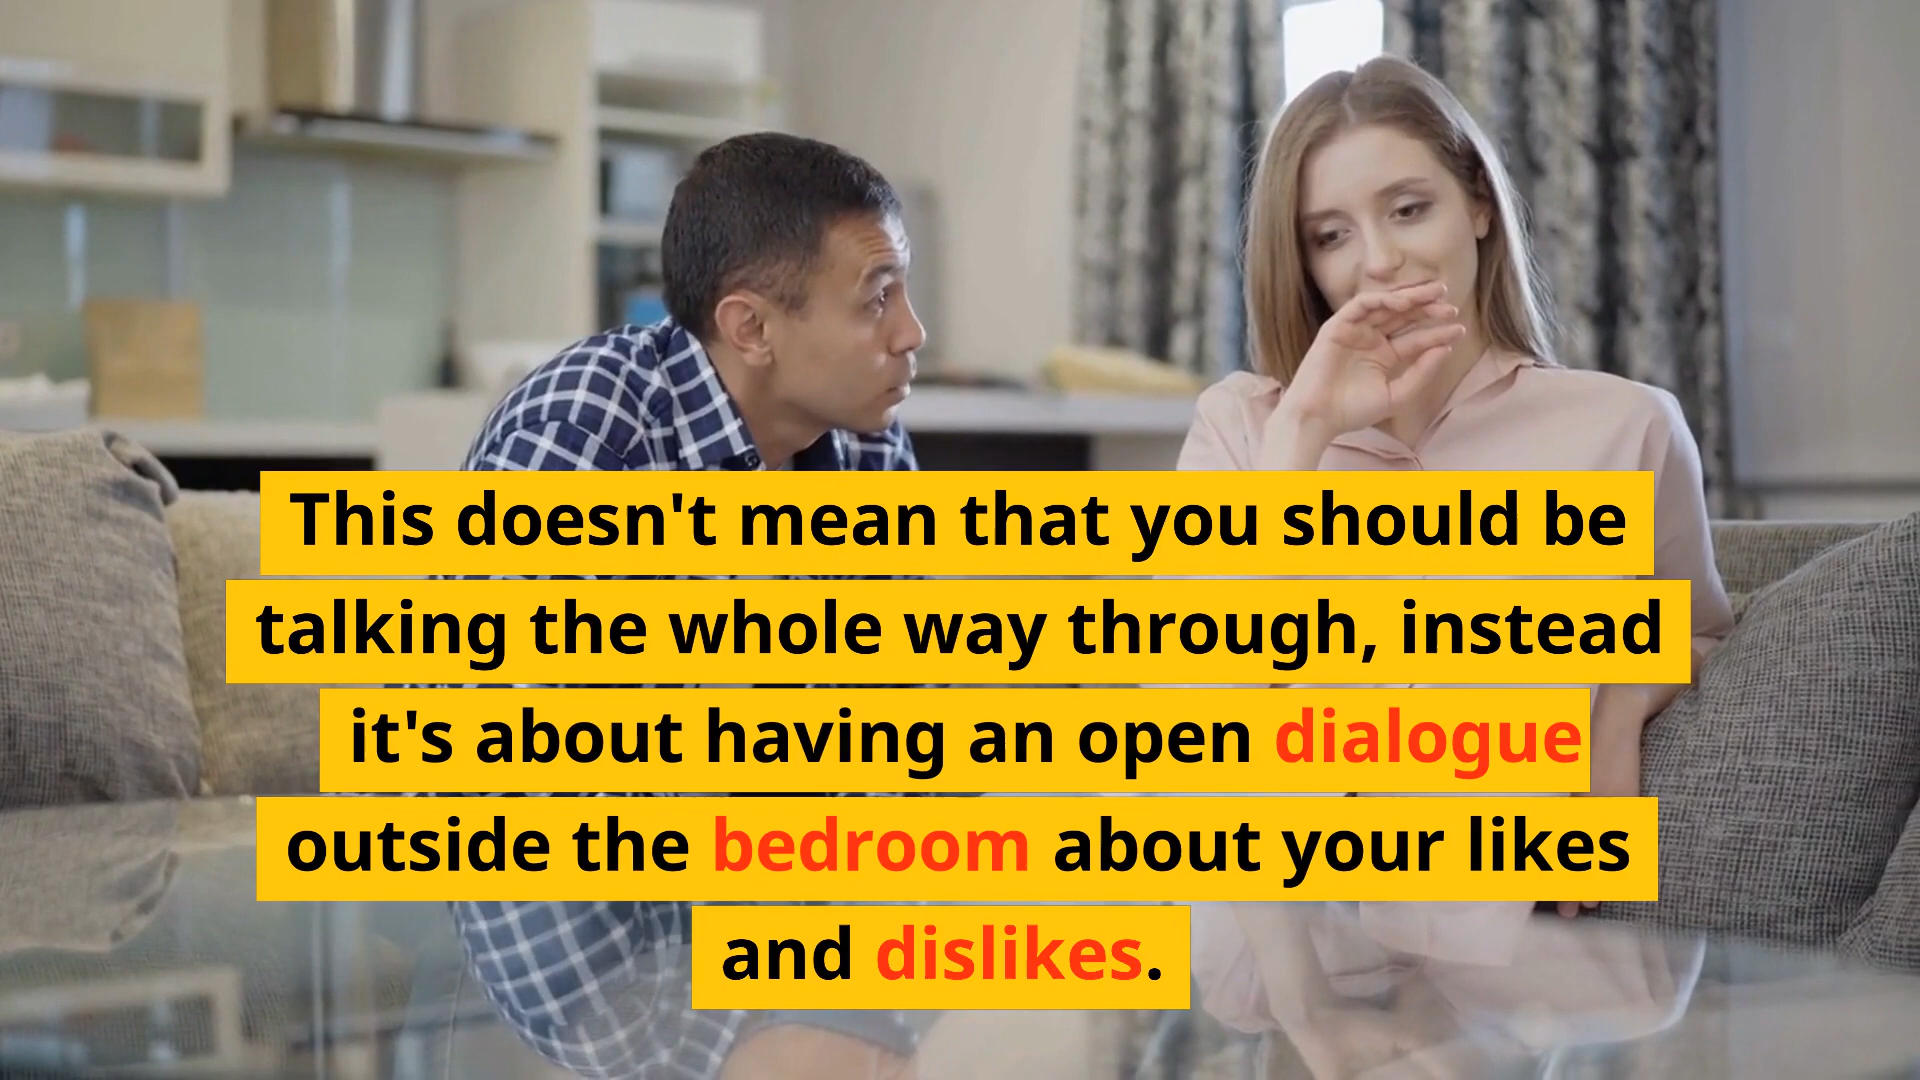 This doesn't mean that you should be
talking the whole way through, instead
it's about having an open dialogue
outside the bedroom about your likes
and dislikes.